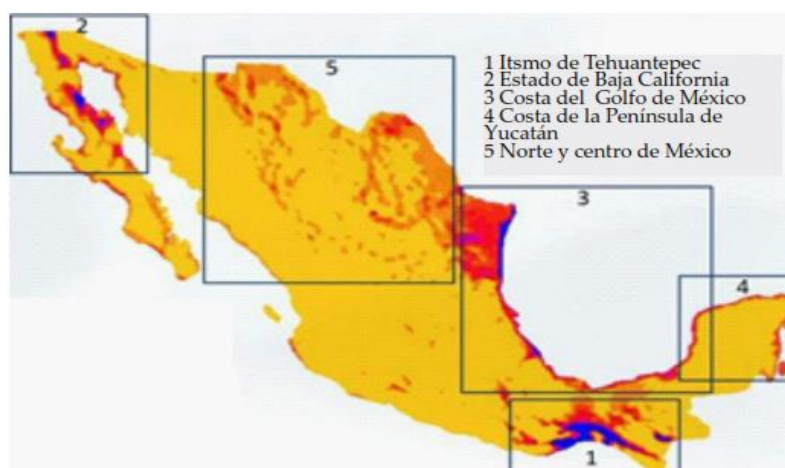 2
5
1 Itsmo de Tehuantepec
2 Estado de Baja California
3 Costa del Golfo de México
4 Costa de la Península de
Yucatán
5 Norte y centro de México
3
4
1